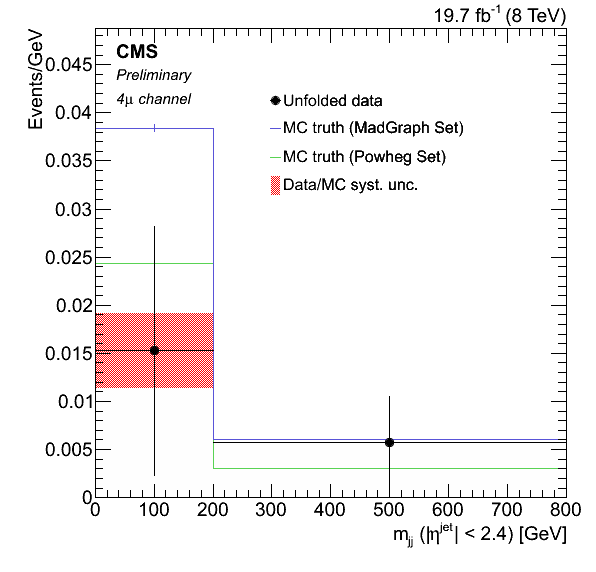 19.7 fb⁻¹ (8 TeV)
Events/GeV
CMS
Preliminary
4μ channel
Unfolded data
MC truth (MadGraph Set)
MC truth (Powheg Set)
Data/MC syst. unc.
0.045
0.04
0.035
0.03
0.025
0.02
0.015
0.01
0.005
0
0 100 200 300 400 500 600 700 800
m_jj (|η^jet| < 2.4) [GeV]